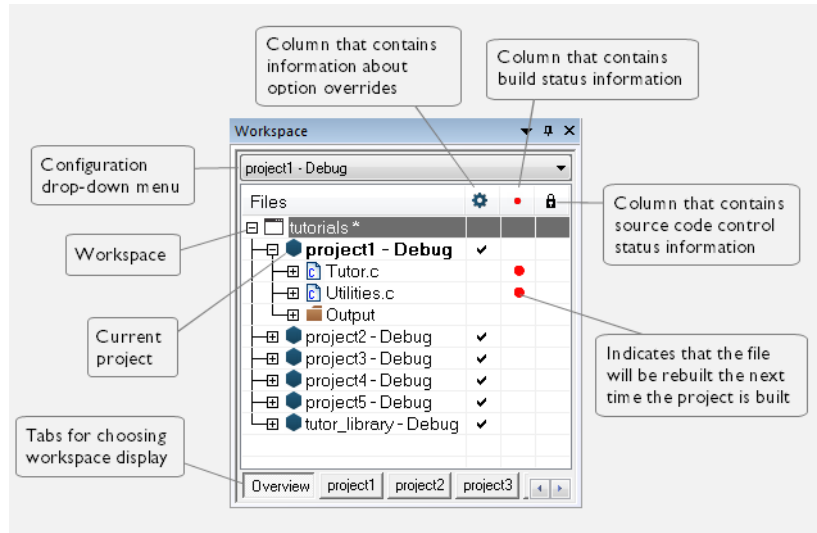 Column that contains
information about
option overrides
Column that contains
build status information
Workspace
Configuration
drop-down menu
project1 - Debug
Files
Column that contains
source code control
status information
Workspace
tutorials *
project1 - Debug
Tutor.c
Utilities.c
Output
Current
project
project2 - Debug
project3 - Debug
project4 - Debug
project5 - Debug
tutor_library - Debug
Indicates that the file
will be rebuilt the next
time the project is built
Tabs for choosing
workspace display
Overview project1 project2 project3